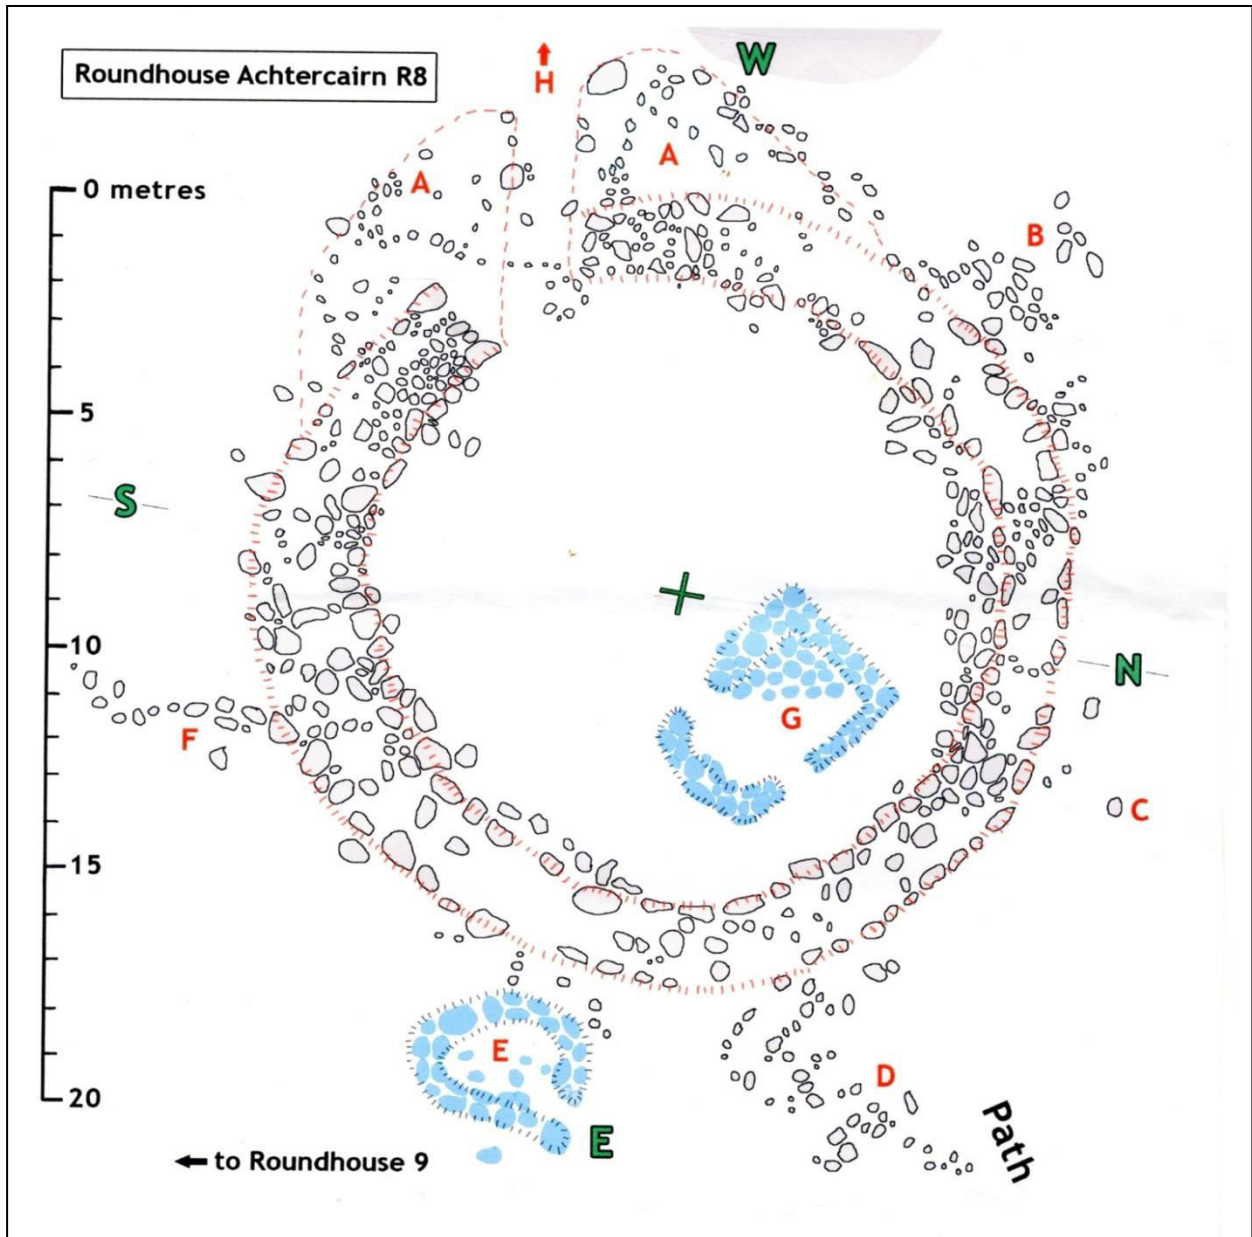 Roundhouse Achtercairn R8
H
W
A
A
0 metres
B
5
S
10
N
G
F
C
15
E
D
20
Path
E
← to Roundhouse 9